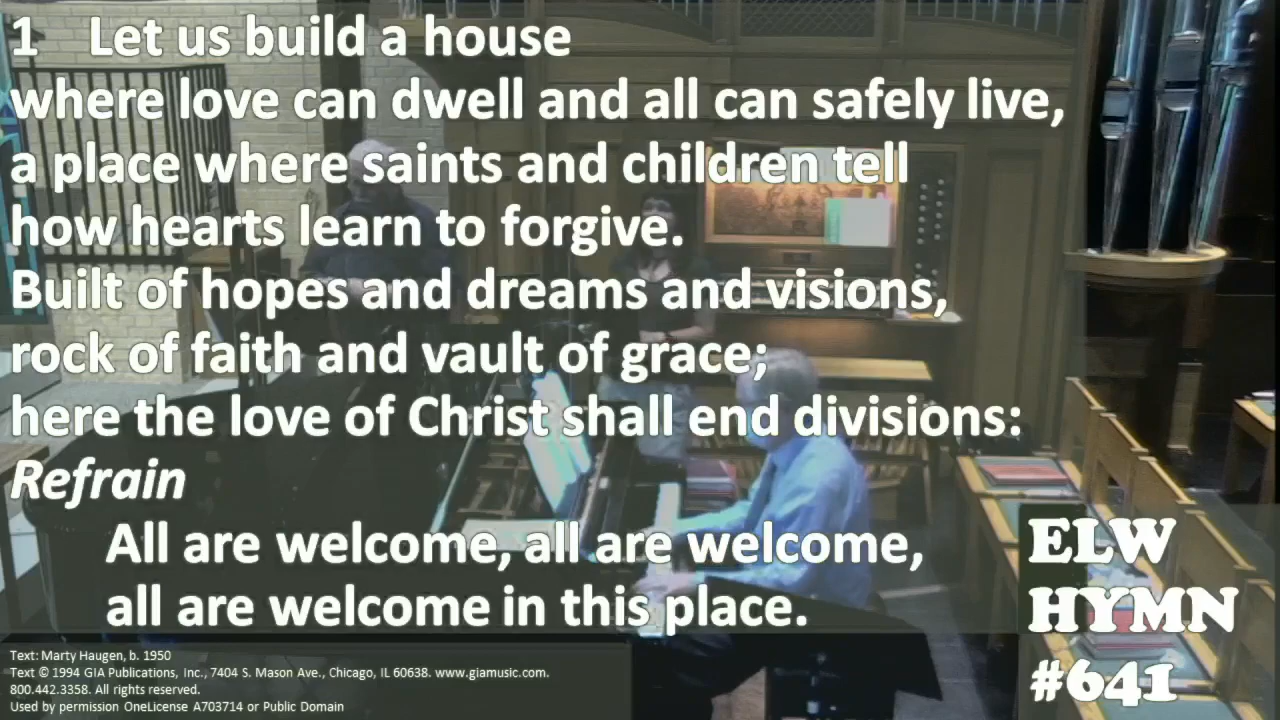 1 Let us build a house
where love can dwell and all can safely live,
a place where saints and children tell
how hearts learn to forgive.
Built of hopes and dreams and visions,
rock of faith and vault of grace;
here the love of Christ shall end divisions:
Refrain
All are welcome, all are welcome,
all are welcome in this place.
ELW
HYMN
#641
Text: Marty Haugen, b. 1950
Text © 1994 GIA Publications, Inc., 7404 S. Mason Ave., Chicago, IL 60638. www.giamusic.com.
800.442.3358. All rights reserved.
Used by permission OneLicense A703714 or Public Domain